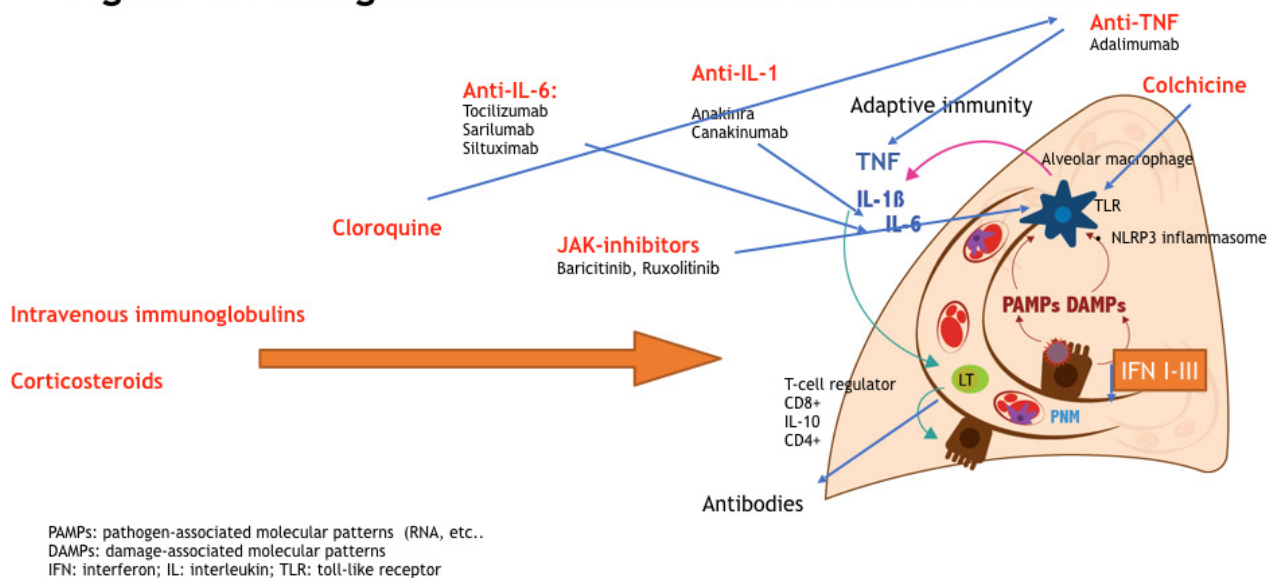 Anti-TNF
Adalimumab
Anti-IL-1
Anakinra
Canakinumab
Colchicine
Anti-IL-6:
Tocilizumab
Sarilumab
Siltuximab
Adaptive immunity
TNF
IL-1ß
IL-6
Alveolar macrophage
TLR
• NLRP3 inflammasome
Cloroquine
JAK-inhibitors
Baricitinib, Ruxolitinib
PAMPs DAMPs
Intravenous immunoglobulins
Corticosteroids
IFN I-III
LT
T-cell regulator
CD8+
IL-10
CD4+
PNM
Antibodies
PAMPs: pathogen-associated molecular patterns (RNA, etc..
DAMPs: damage-associated molecular patterns
IFN: interferon; IL: interleukin; TLR: toll-like receptor